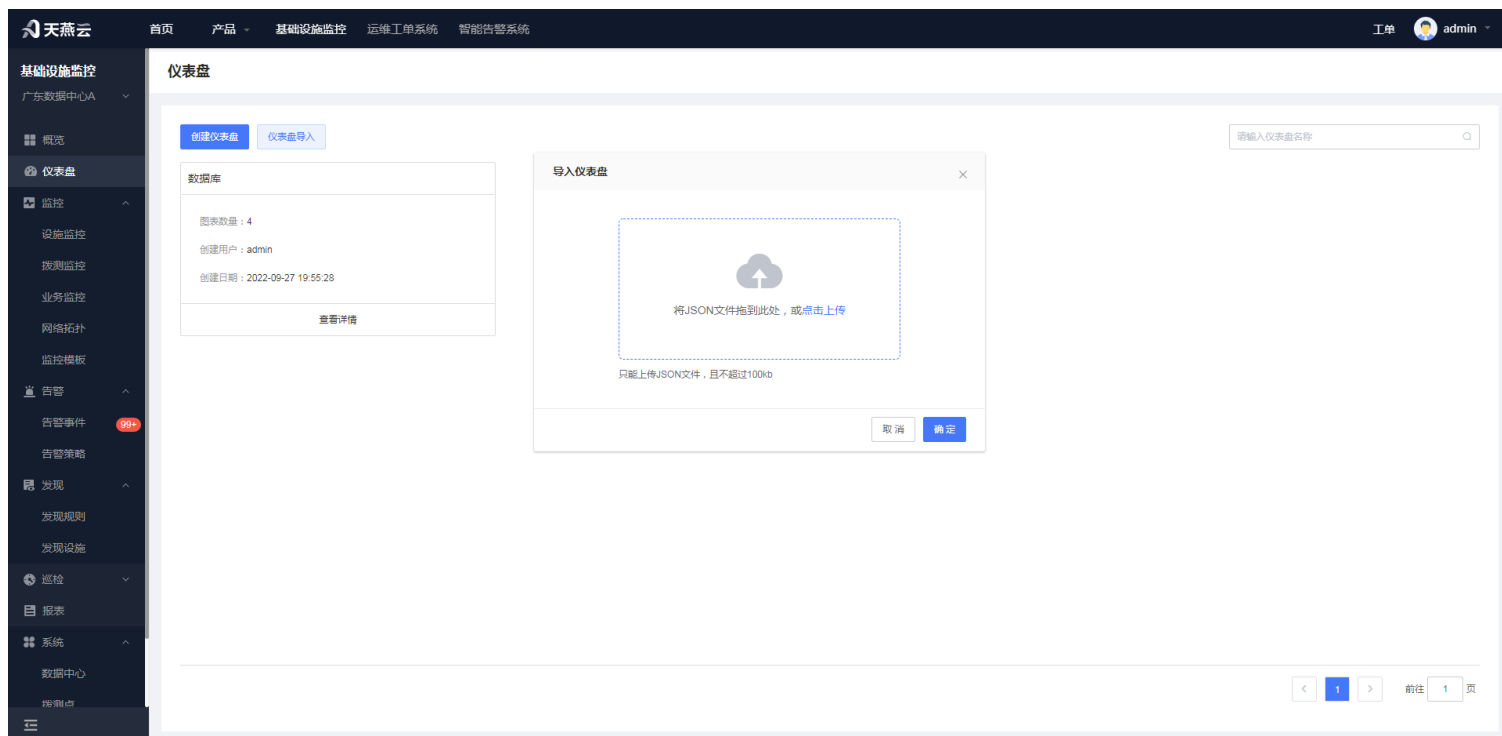 天燕云
首页 产品 基础设施监控 运维工单系统 智能告警系统 工单 admin
基础设施监控
广东数据中心A
概览
仪表盘
监控
设施监控
拨测监控
业务监控
网络拓扑
监控模板
告警
告警事件 99+
告警策略
发现
发现规则
发现设施
巡检
报表
系统
数据中心
拨测点
仪表盘
创建仪表盘 仪表盘导入 请输入仪表盘名称
数据库
图表数量:4
创建用户:admin
创建日期:2022-09-27 19:55:28
查看详情
导入仪表盘
将JSON文件拖到此处,或点击上传
只能上传JSON文件,且不超过100kb
取消 确定
1 前往 1 页